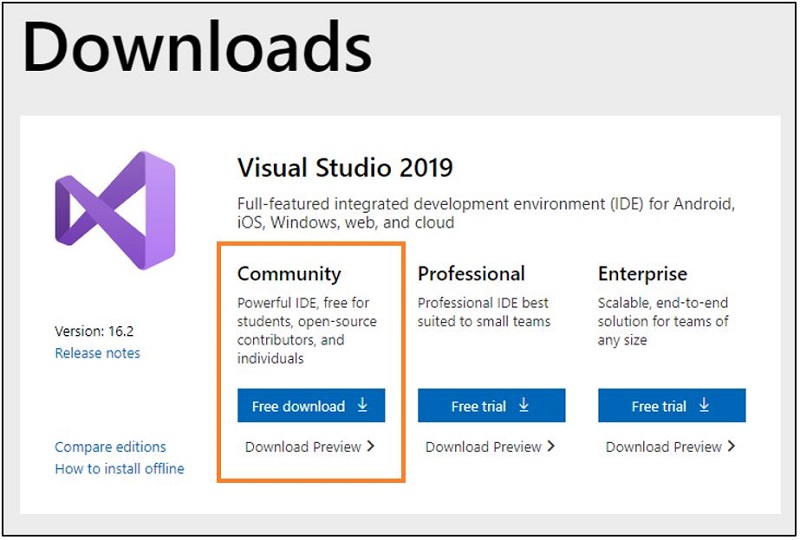 Downloads
Visual Studio 2019
Full-featured integrated development environment (IDE) for Android,
iOS, Windows, web, and cloud
Version: 16.2
Release notes
Compare editions
How to install offline
Community
Powerful IDE, free for
students, open-source
contributors, and
individuals
Free download
Download Preview
Professional
Professional IDE best
suited to small teams
Free trial
Download Preview
Enterprise
Scalable, end-to-end
solution for teams of
any size
Free trial
Download Preview